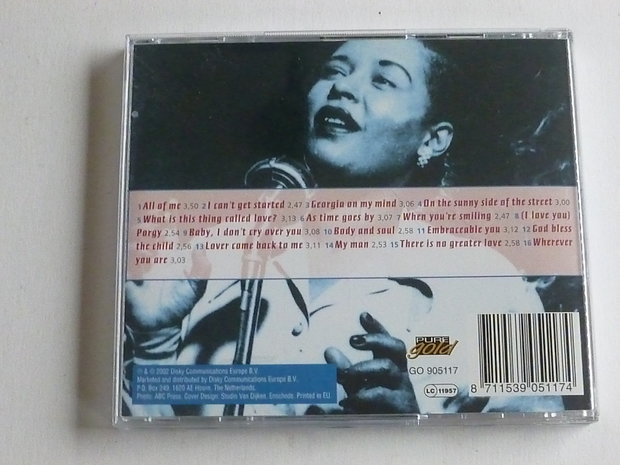 1 All of me 3,50 2 I can't get started 2,47 3 Georgia on my mind 3,06 4 On the sunny side of the street 3,00
5 What is this thing called love? 3,13 6 As time goes by 3,07 7 When you're smiling 2,47 8 (I love you)
Porgy 2,54 9 Baby, I don't cry over you 3,08 10 Body and soul 2,58 11 Embraceable you 3,12 12 God bless
the child 2,56 13 Lover come back to me 3,11 14 My man 2,53 15 There is no greater love 2,58 16 Wherever
you are 3,03
℗ & © 2002 Disky Communications Europe B.V.
Marketed and distributed by Disky Communications Europe B.V.
P.O. Box 249, 1620 AE Hoorn, The Netherlands.
Photo: ABC Press. Cover Design: Studio Van Dijken, Enschede. Printed in EU
PURE
gold
GO 905117
LC 11957
8 711539 051174